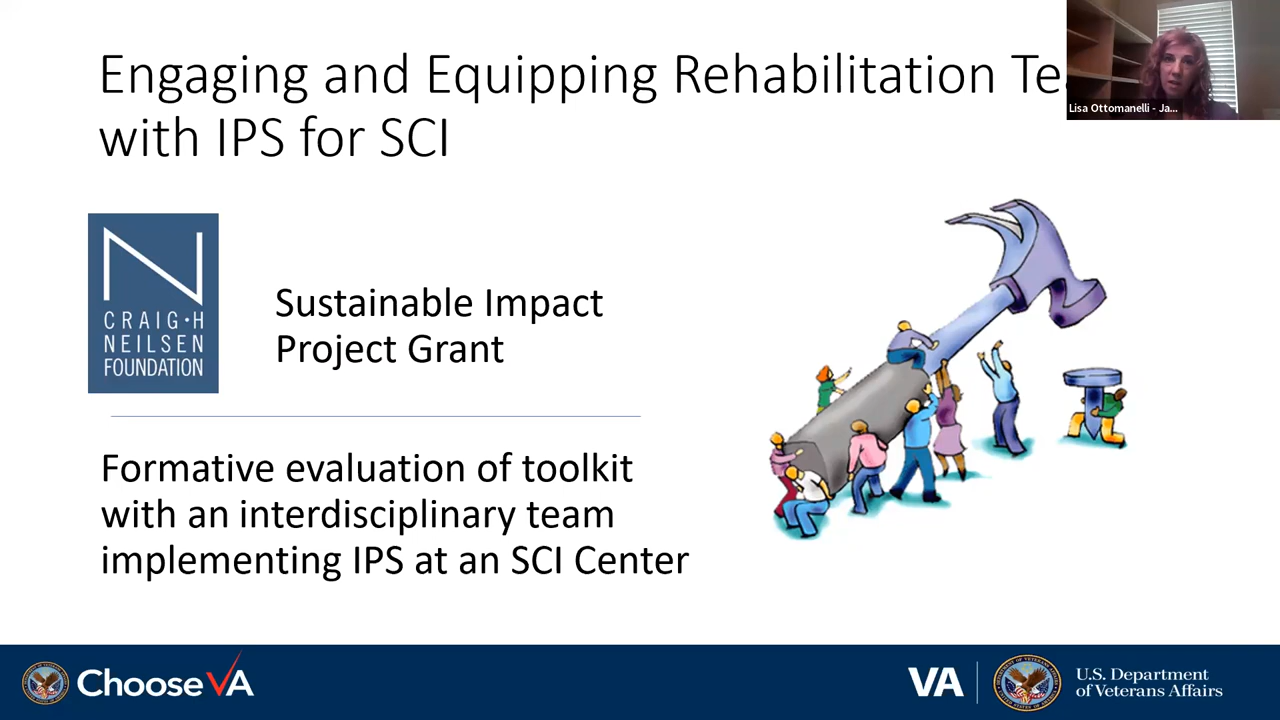 Engaging and Equipping Rehabilitation Te
with IPS for SCI
Lisa Ottomanelli - Ja...
CRAIG•H
NEILSEN
FOUNDATION
Sustainable Impact
Project Grant
Formative evaluation of toolkit
with an interdisciplinary team
implementing IPS at an SCI Center
Choose VA
VA
U.S. Department
of Veterans Affairs